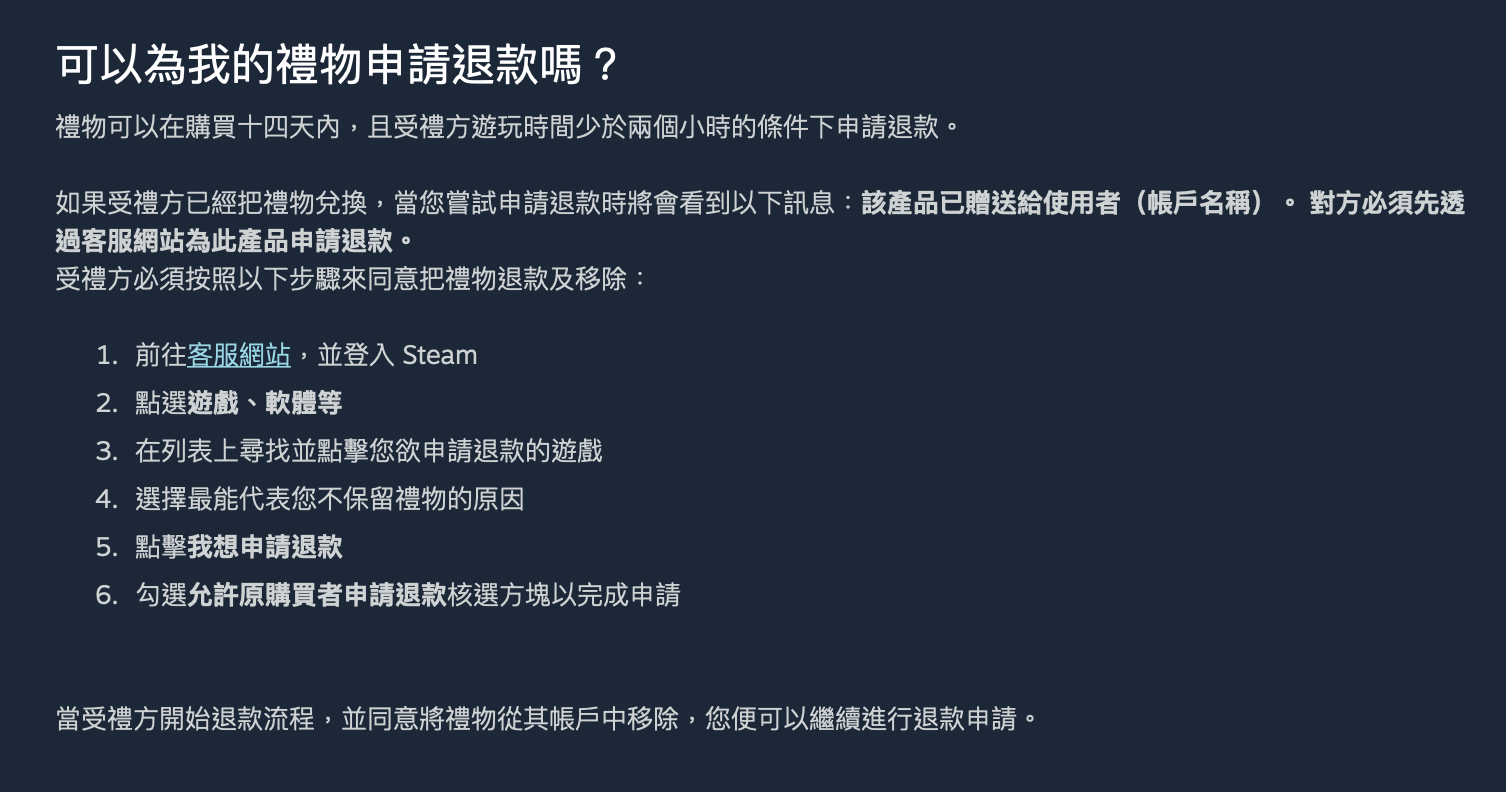 可以為我的禮物申請退款嗎？
禮物可以在購買十四天內，且受禮方遊玩時間少於兩個小時的條件下申請退款。
如果受禮方已經把禮物兌換，當您嘗試申請退款時將會看到以下訊息：該產品已贈送給使用者（帳戶名稱）。 對方必須先透
過客服網站為此產品申請退款。
受禮方必須按照以下步驟來同意把禮物退款及移除：
1. 前往客服網站，並登入 Steam
2. 點選遊戲、軟體等
3. 在列表上尋找並點擊您欲申請退款的遊戲
4. 選擇最能代表您不保留禮物的原因
5. 點擊我想申請退款
6. 勾選允許原購買者申請退款核選方塊以完成申請
當受禮方開始退款流程，並同意將禮物從其帳戶中移除，您便可以繼續進行退款申請。